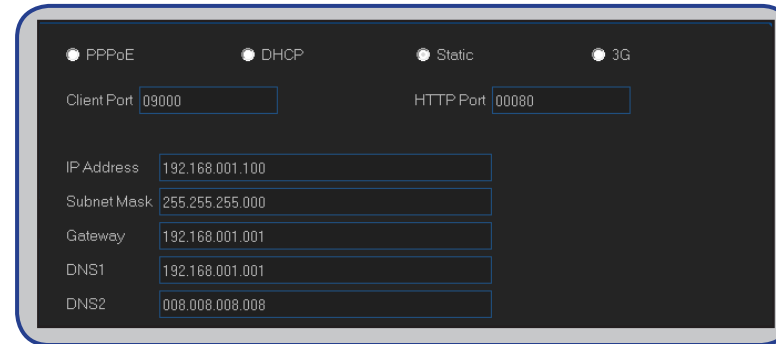 PPPoE DHCP Static 3G
Client Port 09000 HTTP Port 00080
IP Address 192.168.001.100
Subnet Mask 255.255.255.000
Gateway 192.168.001.001
DNS1 192.168.001.001
DNS2 008.008.008.008